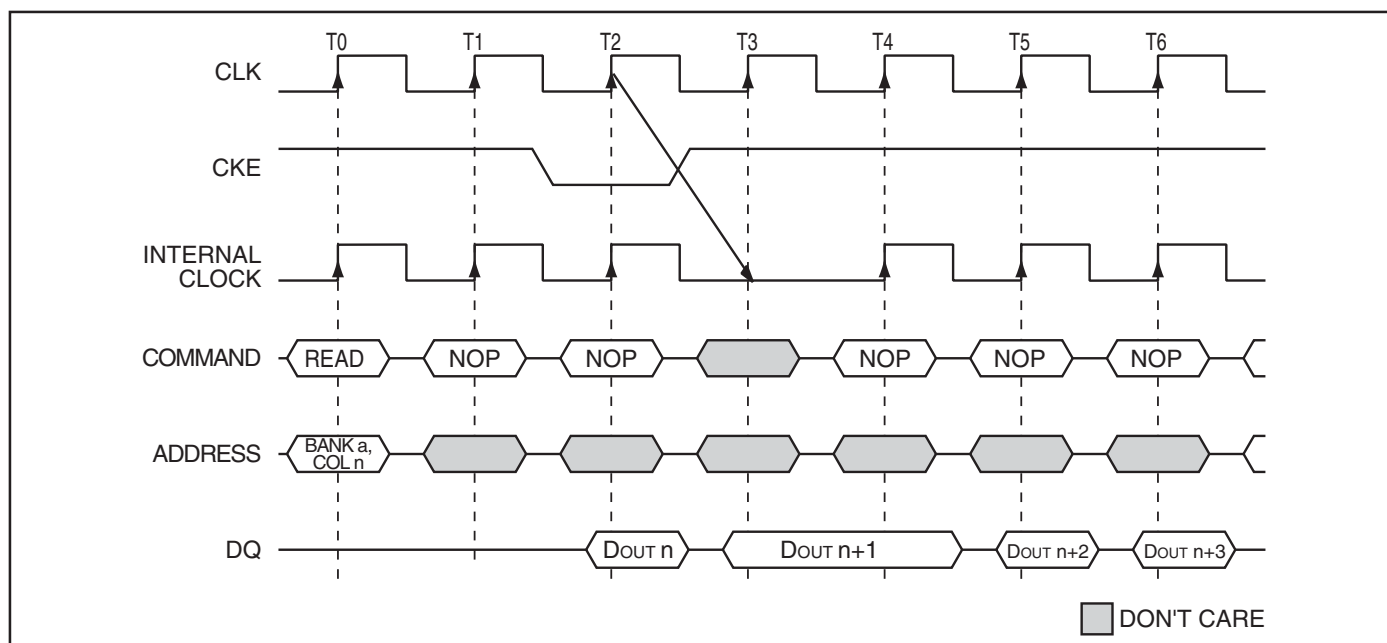 T0 T1 T2 T3 T4 T5 T6
CLK
CKE
INTERNAL
CLOCK
COMMAND READ NOP NOP NOP NOP NOP
ADDRESS BANK a,
COL n
DQ DOUT n DOUT n+1 DOUT n+2 DOUT n+3
DON'T CARE